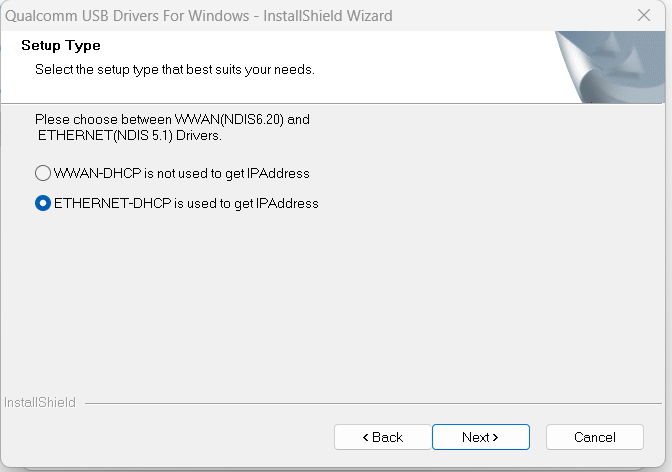 Qualcomm USB Drivers For Windows - InstallShield Wizard
Setup Type
Select the setup type that best suits your needs.
Plese choose between WWAN(NDIS6.20) and
ETHERNET(NDIS 5.1) Drivers.
WWAN-DHCP is not used to get IPAddress
ETHERNET-DHCP is used to get IPAddress
InstallShield
< Back
Next >
Cancel